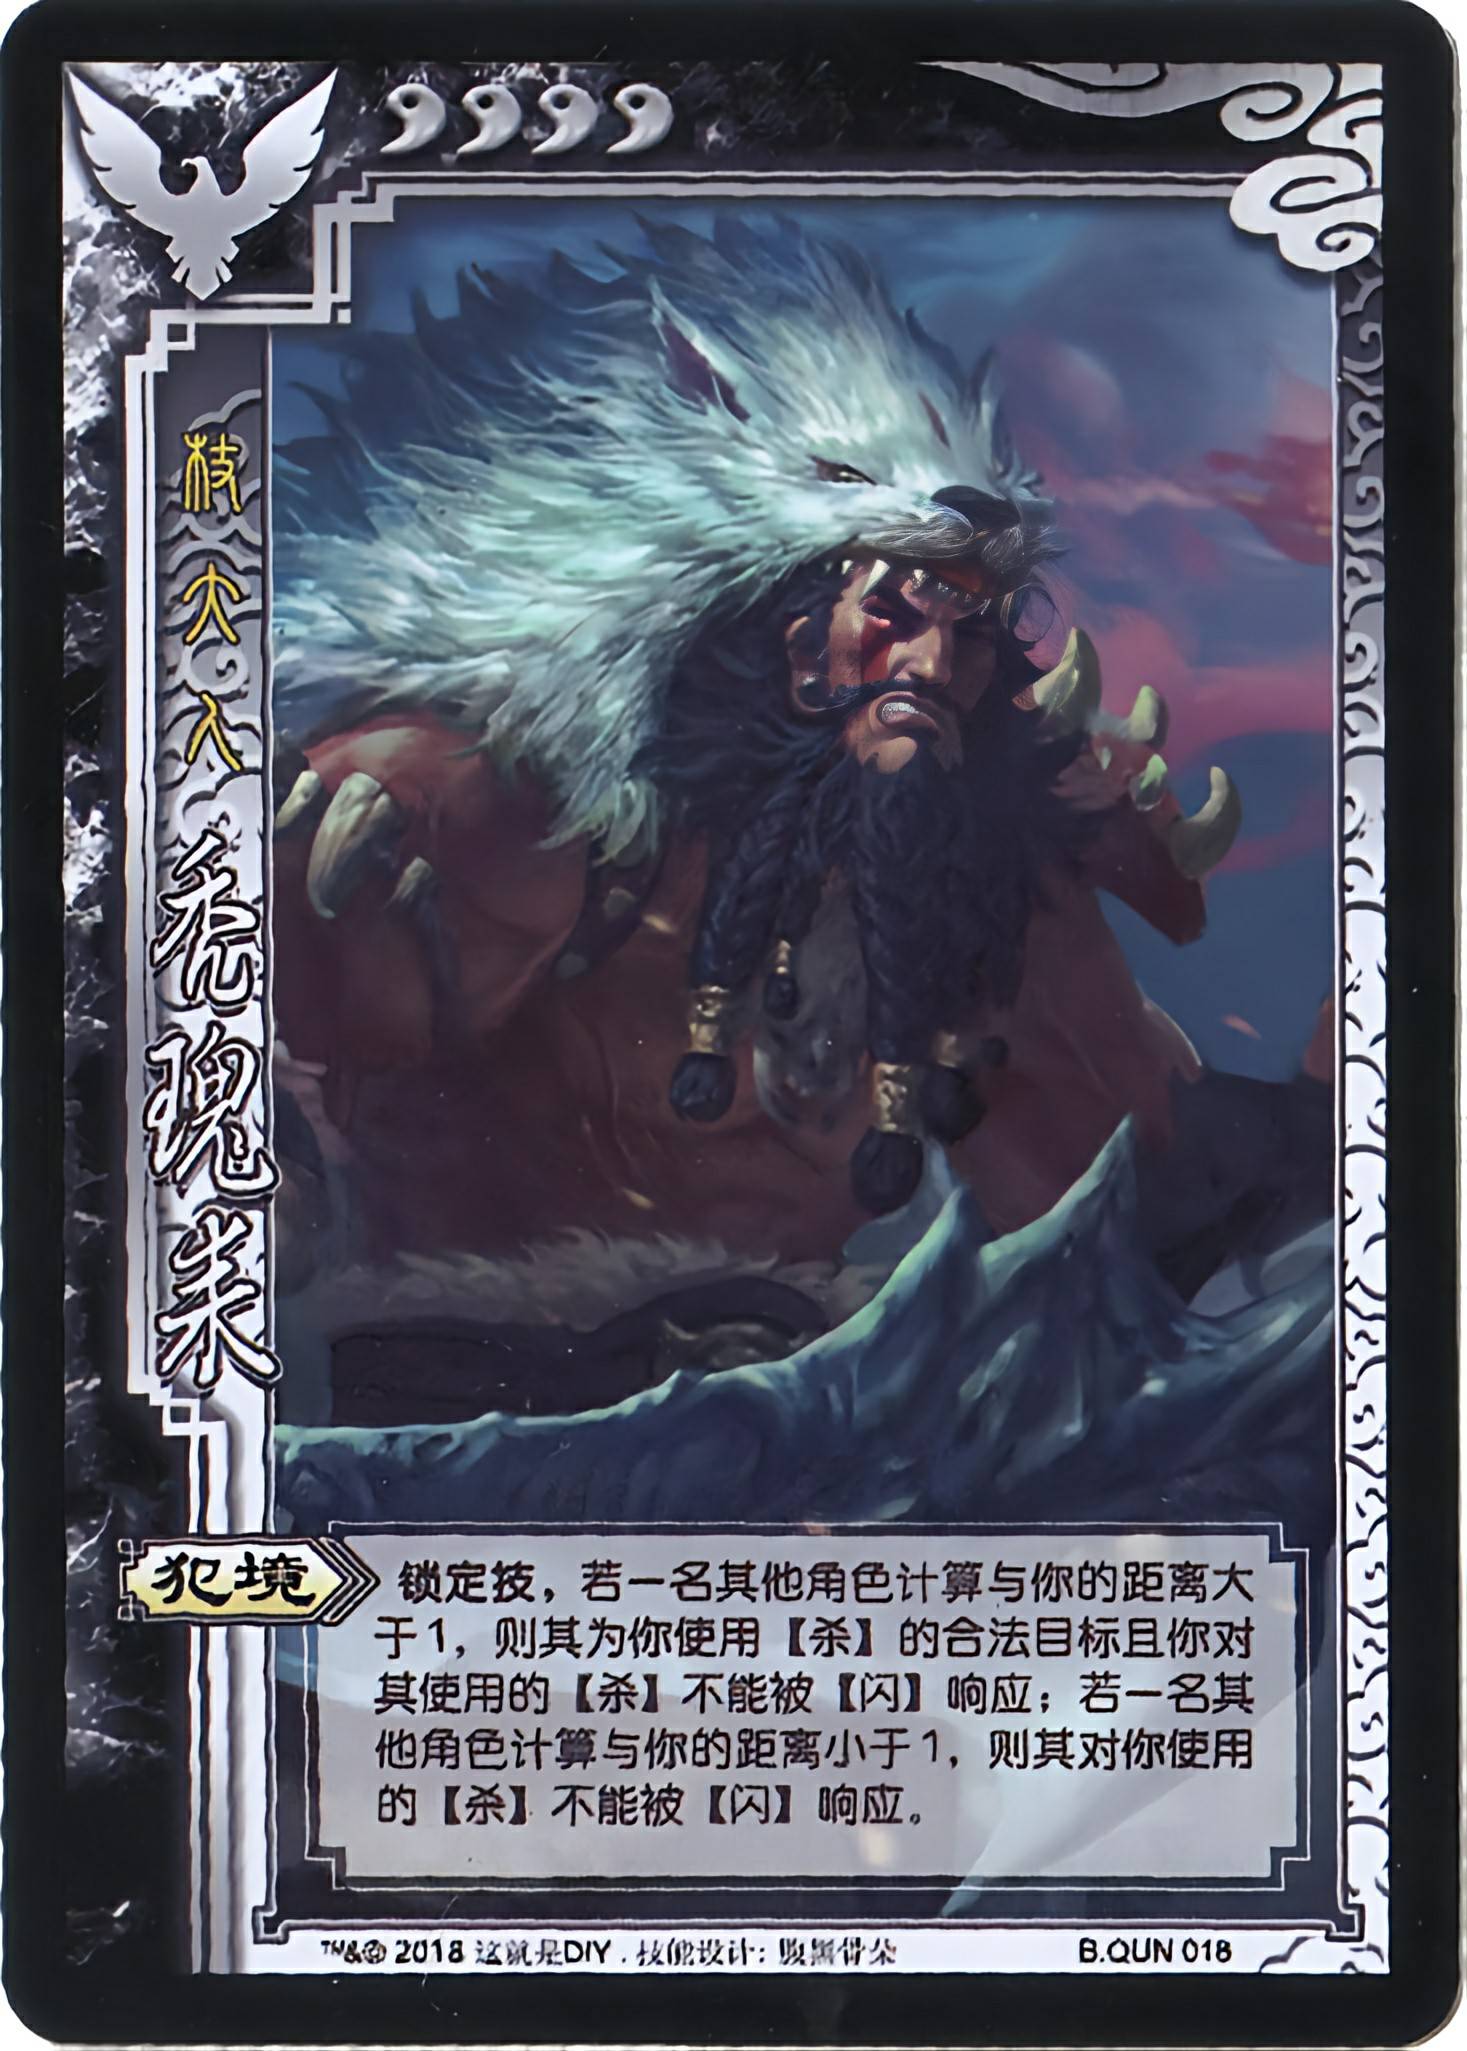 枝大人
秃瑰来
犯境
锁定技，若一名其他角色计算与你的距离大
于1，则其为你使用【杀】的合法目标且你对
其使用的【杀】不能被【闪】响应；若一名其
他角色计算与你的距离小于1，则其对你使用
的【杀】不能被【闪】响应。
™&© 2018 这就是DIY . 技能设计：腹黑骨朵
B.QUN 018